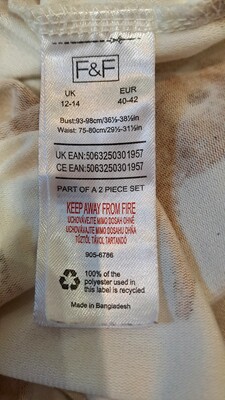 F&F
UK EUR
12-14 40-42
Bust:93-98cm/36½-38½in
Waist: 75-80cm/29½-31½in
UK EAN:5063250301957
CE EAN:5063250301957
PART OF A 2 PIECE SET
KEEP AWAY FROM FIRE
UCHOVÁVEJTE MIMO DOSAH OHNĚ
UCHOVÁVAJTE MIMO DOSAHU OHŇA
TŰZTŐL TÁVOL TARTANDÓ
905-6786
100% of the
polyester used in
this label is recycled
Made in Bangladesh